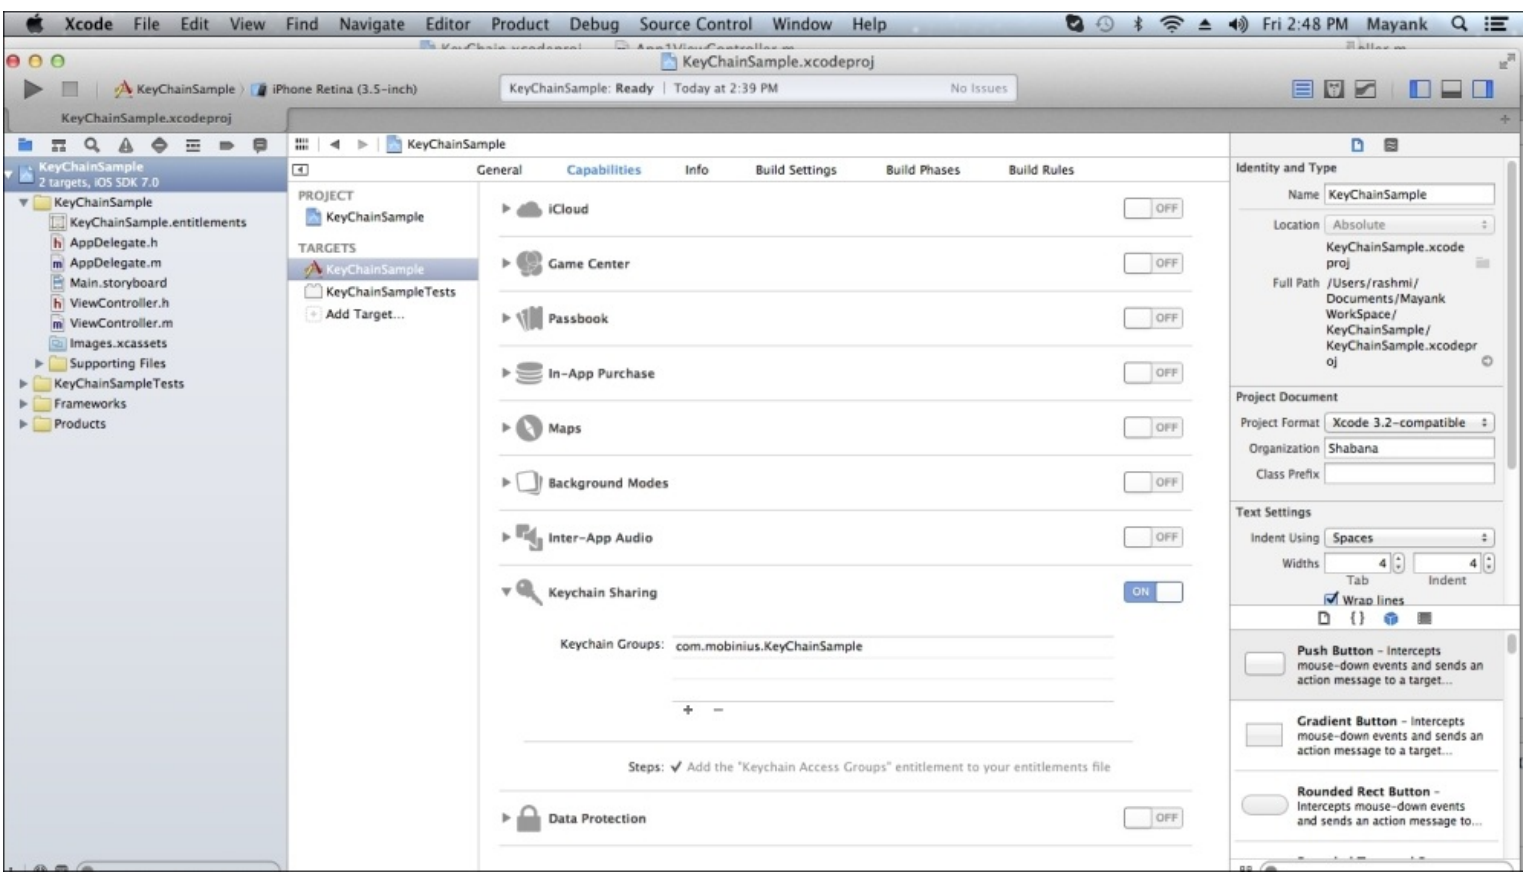 Xcode File Edit View Find Navigate Editor Product Debug Source Control Window Help Fri 2:48 PM Mayank
KeyChainSample.xcodeproj
KeyChainSample iPhone Retina (3.5-inch) KeyChainSample: Ready Today at 2:39 PM No Issues
KeyChainSample.xcodeproj
KeyChainSample
KeyChainSample
2 targets, iOS SDK 7.0
KeyChainSample
KeyChainSample.entitlements
h AppDelegate.h
m AppDelegate.m
Main.storyboard
h ViewController.h
m ViewController.m
Images.xcassets
Supporting Files
KeyChainSampleTests
Frameworks
Products
PROJECT
KeyChainSample
TARGETS
KeyChainSample
KeyChainSampleTests
Add Target...
General Capabilities Info Build Settings Build Phases Build Rules
iCloud OFF
Game Center OFF
Passbook OFF
In-App Purchase OFF
Maps OFF
Background Modes OFF
Inter-App Audio OFF
Keychain Sharing ON
Keychain Groups: com.mobinius.KeyChainSample
+ −
Steps: ✓ Add the "Keychain Access Groups" entitlement to your entitlements file
Data Protection OFF
Identity and Type
Name KeyChainSample
Location Absolute
KeyChainSample.xcode
proj
Full Path /Users/rashmi/
Documents/Mayank
WorkSpace/
KeyChainSample/
KeyChainSample.xcodepr
oj
Project Document
Project Format Xcode 3.2-compatible
Organization Shabana
Class Prefix
Text Settings
Indent Using Spaces
Widths 4 4
Tab Indent
Wrap lines
{}
Push Button - Intercepts
mouse-down events and sends an
action message to a target...
Gradient Button - Intercepts
mouse-down events and sends an
action message to a target...
Rounded Rect Button -
Intercepts mouse-down events
and sends an action message to...